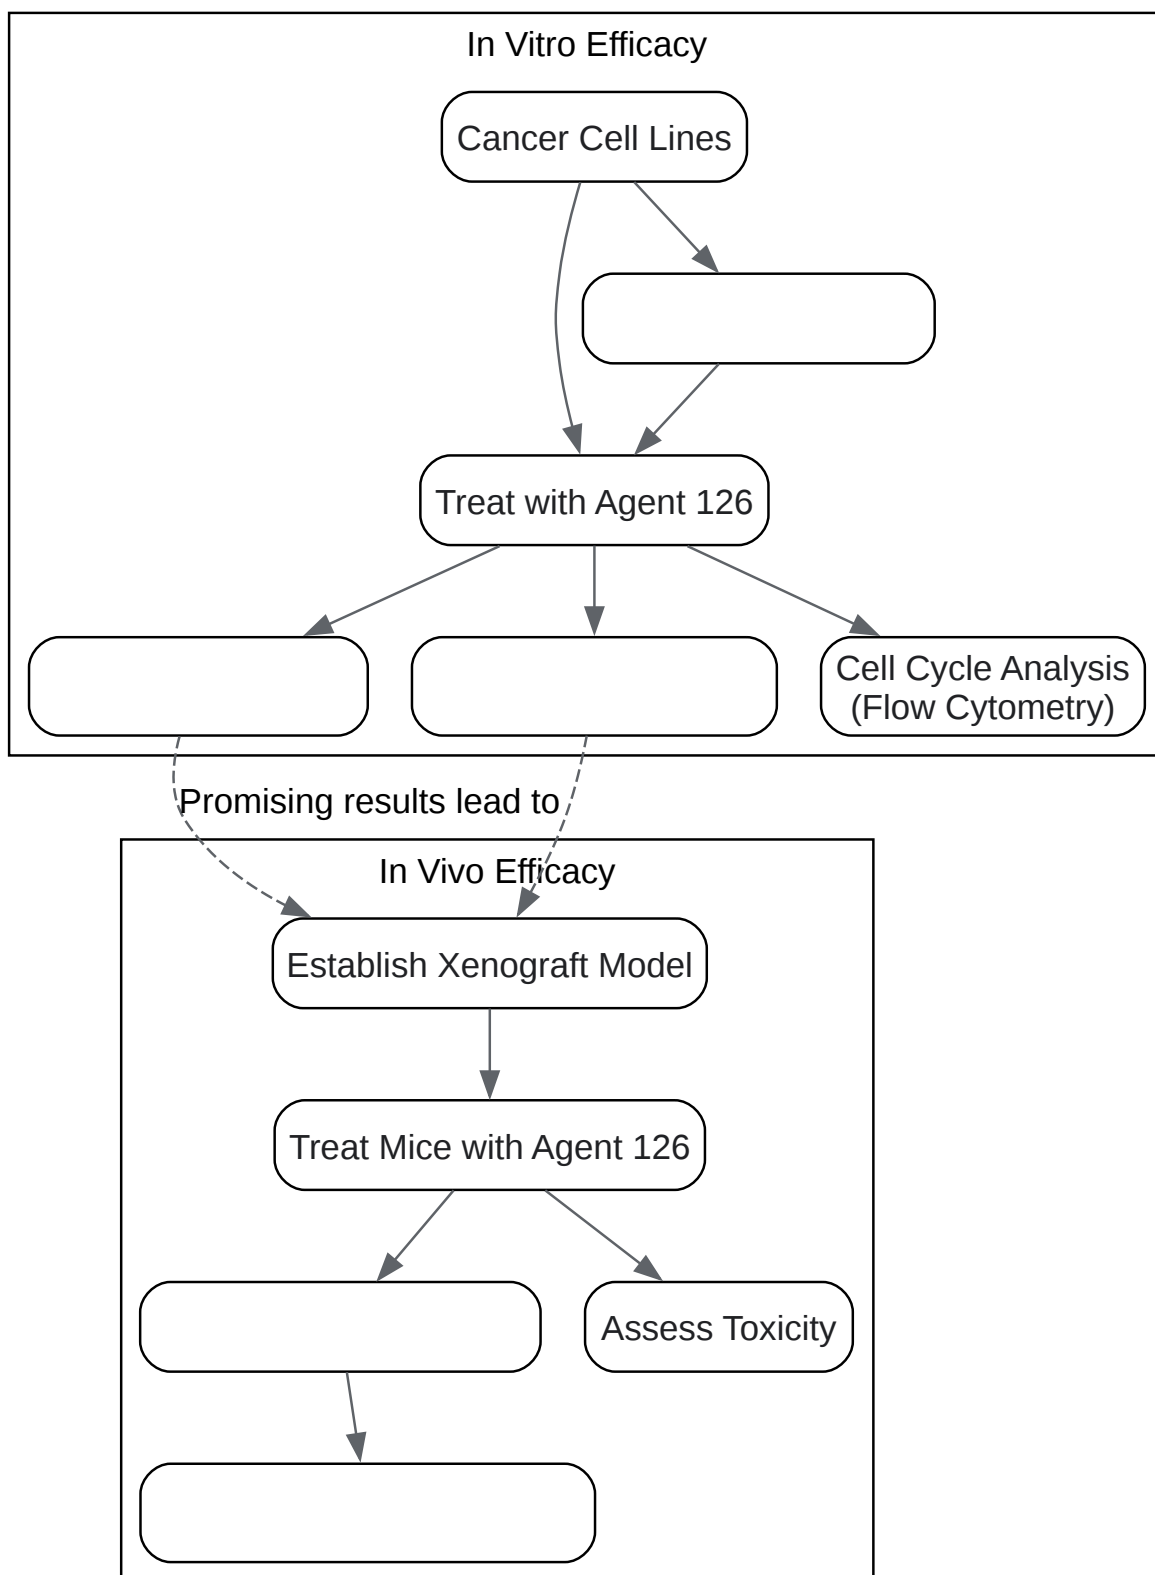 In Vitro Efficacy
Cancer Cell Lines
Treat with Agent 126
Cell Cycle Analysis
(Flow Cytometry)
Promising results lead to
In Vivo Efficacy
Establish Xenograft Model
Treat Mice with Agent 126
Assess Toxicity